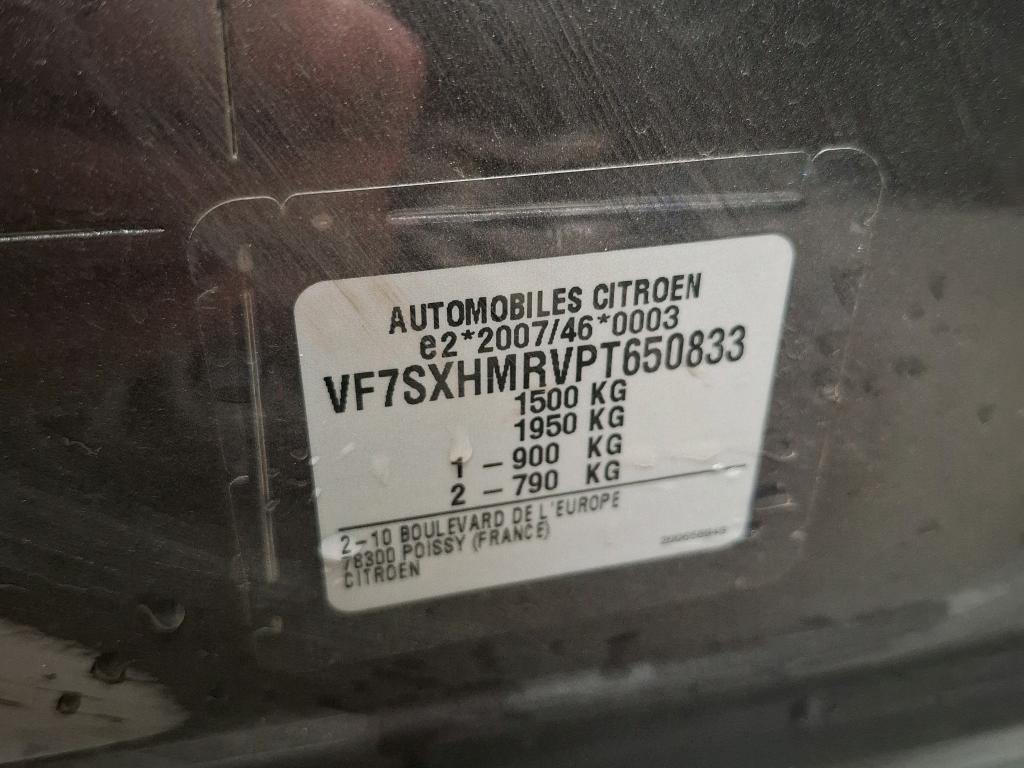 AUTOMOBILES CITROEN
e2*2007/46*0003
VF7SXHMRVPT650833
1500 KG
1950 KG
1 - 900 KG
2 - 790 KG
2-10 BOULEVARD DE L'EUROPE
78300 POISSY (FRANCE)
CITROEN